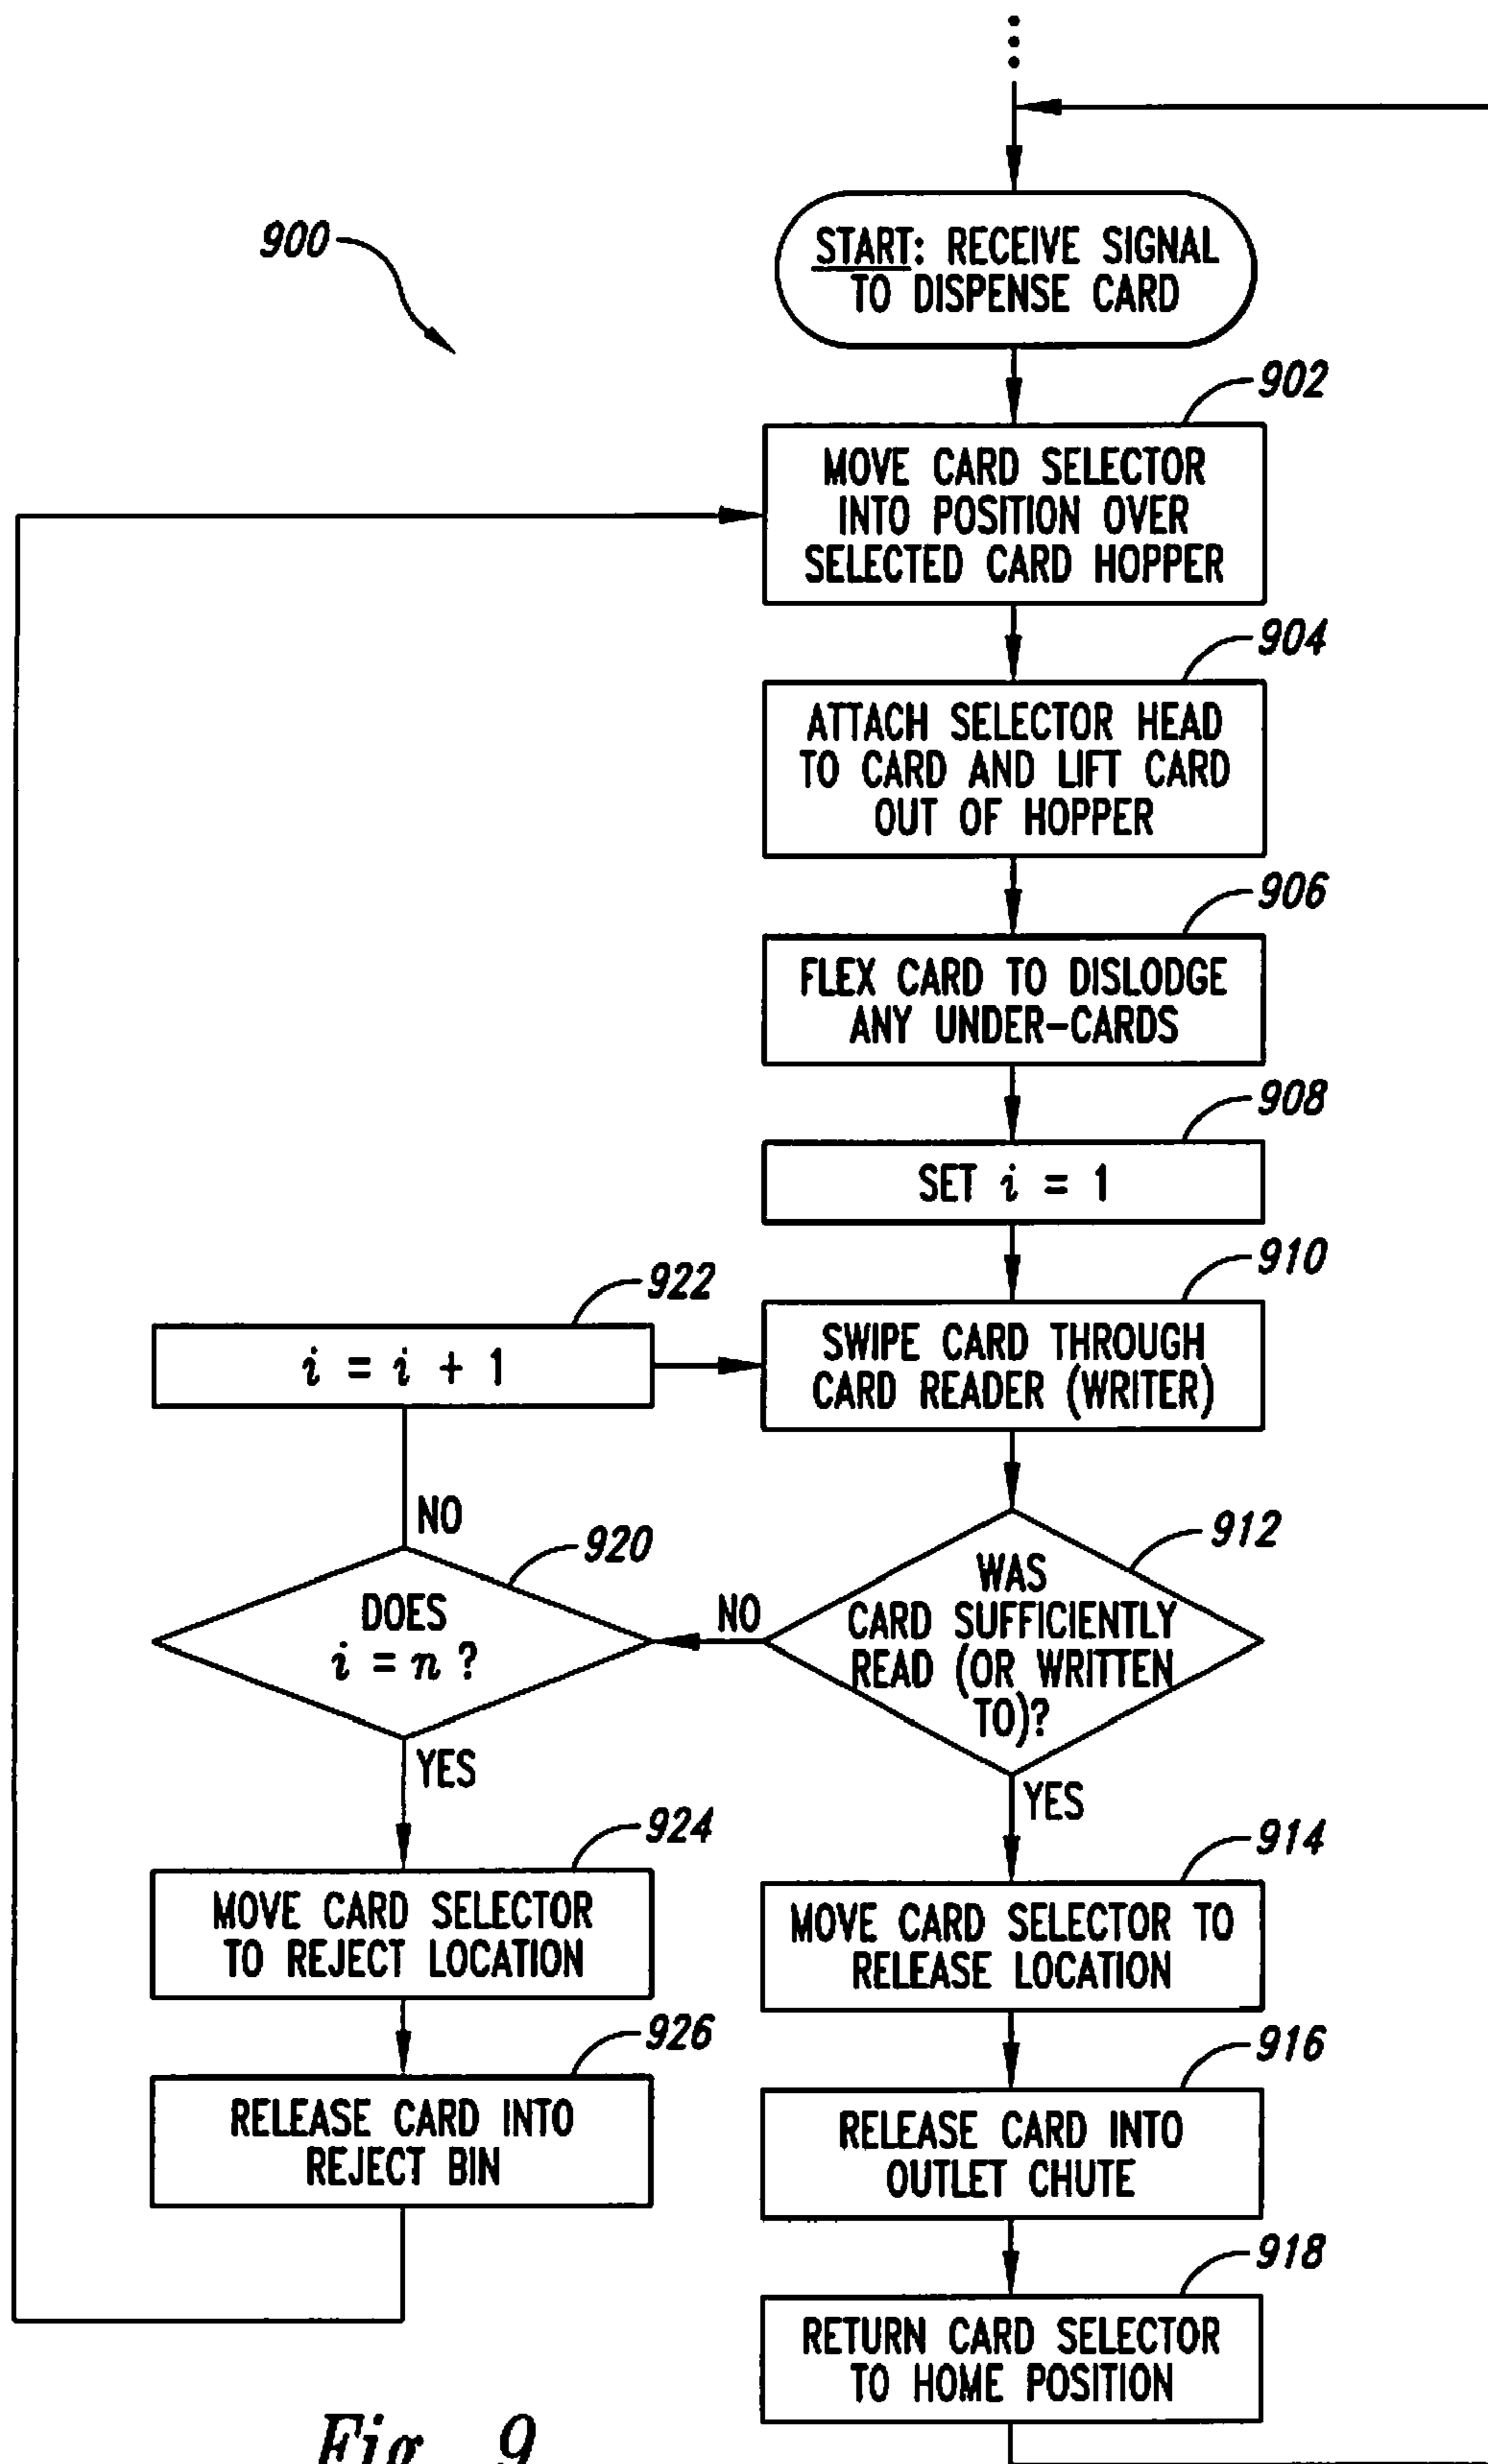 900
START: RECEIVE SIGNAL
TO DISPENSE CARD
902
MOVE CARD SELECTOR
INTO POSITION OVER
SELECTED CARD HOPPER
904
ATTACH SELECTOR HEAD
TO CARD AND LIFT CARD
OUT OF HOPPER
906
FLEX CARD TO DISLODGE
ANY UNDER-CARDS
908
SET i = 1
910
SWIPE CARD THROUGH
CARD READER (WRITER)
922
i = i + 1
912
WAS
CARD SUFFICIENTLY
READ (OR WRITTEN
TO)?
NO
920
DOES
i = n ?
NO
YES
924
MOVE CARD SELECTOR
TO REJECT LOCATION
926
RELEASE CARD INTO
REJECT BIN
YES
914
MOVE CARD SELECTOR TO
RELEASE LOCATION
916
RELEASE CARD INTO
OUTLET CHUTE
918
RETURN CARD SELECTOR
TO HOME POSITION
Fig. 9